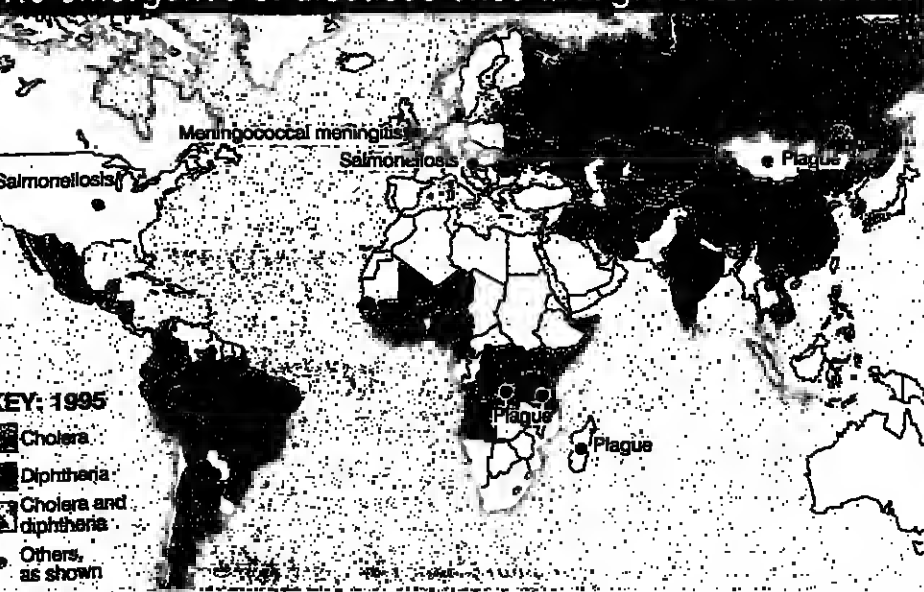 Meningococcal meningitis
Salmonellosis
Plague
Salmonellosis
Plague
Plague
KEY: 1995
Cholera
Diphtheria
Cholera and
diphtheria
Others,
as shown